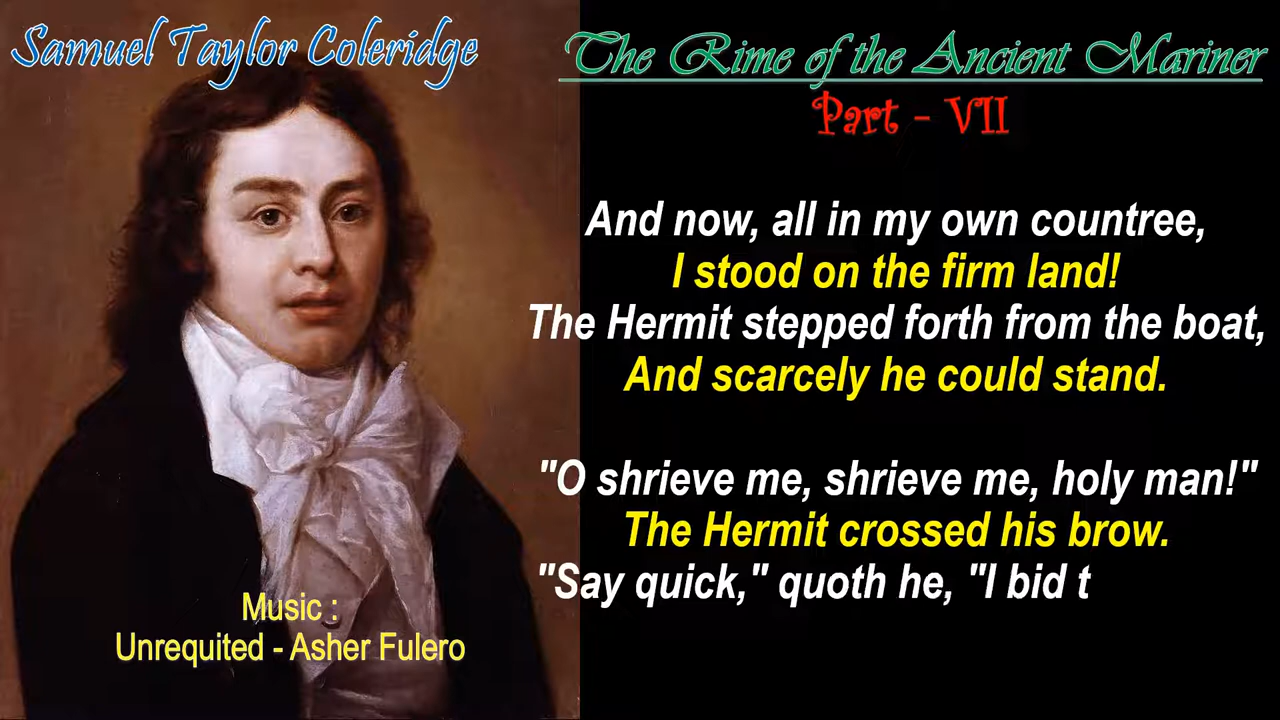 Samuel Taylor Coleridge
The Rime of the Ancient Mariner
Part - VII
And now, all in my own countree,
I stood on the firm land!
The Hermit stepped forth from the boat,
And scarcely he could stand.
"O shrieve me, shrieve me, holy man!"
The Hermit crossed his brow.
"Say quick," quoth he, "I bid t
Music :
Unrequited - Asher Fulero